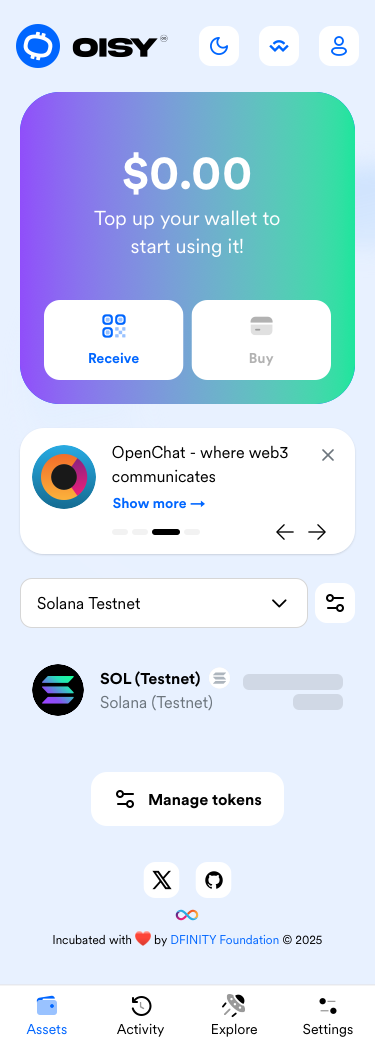 OISY
$0.00
Top up your wallet to
start using it!
Receive
Buy
OpenChat - where web3
communicates
Show more →
Solana Testnet
SOL (Testnet)
Solana (Testnet)
Manage tokens
Incubated with ❤️ by DFINITY Foundation © 2025
Assets
Activity
Explore
Settings